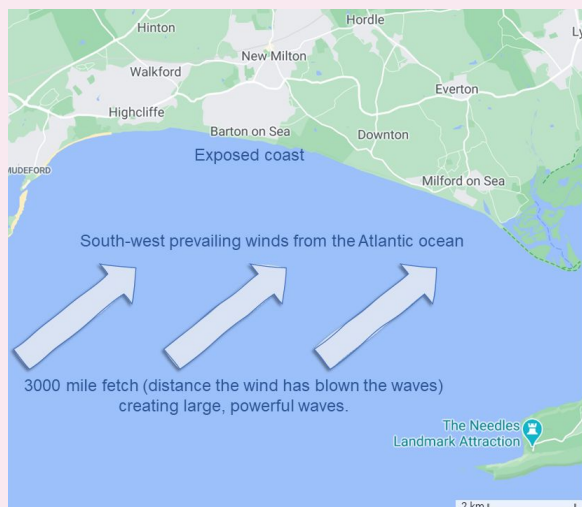 Hordle
Hinton
Ly
New Milton
Walkford
Everton
Highcliffe
Barton on Sea
Downton
Exposed coast
MUDEFORD
Milford on Sea
South-west prevailing winds from the Atlantic ocean
3000 mile fetch (distance the wind has blown the waves)
creating large, powerful waves.
The Needles
Landmark Attraction
2 km